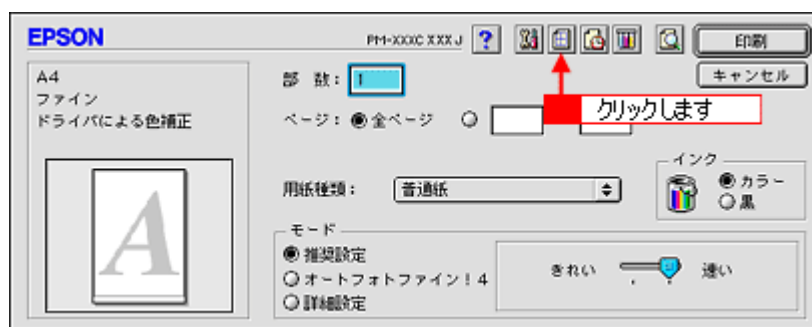 EPSON
PM-XXXC XXX J
?
印刷
キャンセル
A4
ファイン
ドライバによる色補正
部 数：1
ページ：全ページ
クリックします
用紙種類：普通紙
インク
カラー
黒
モード
推奨設定
オートフォトファイン！4
詳細設定
きれい
速い
A